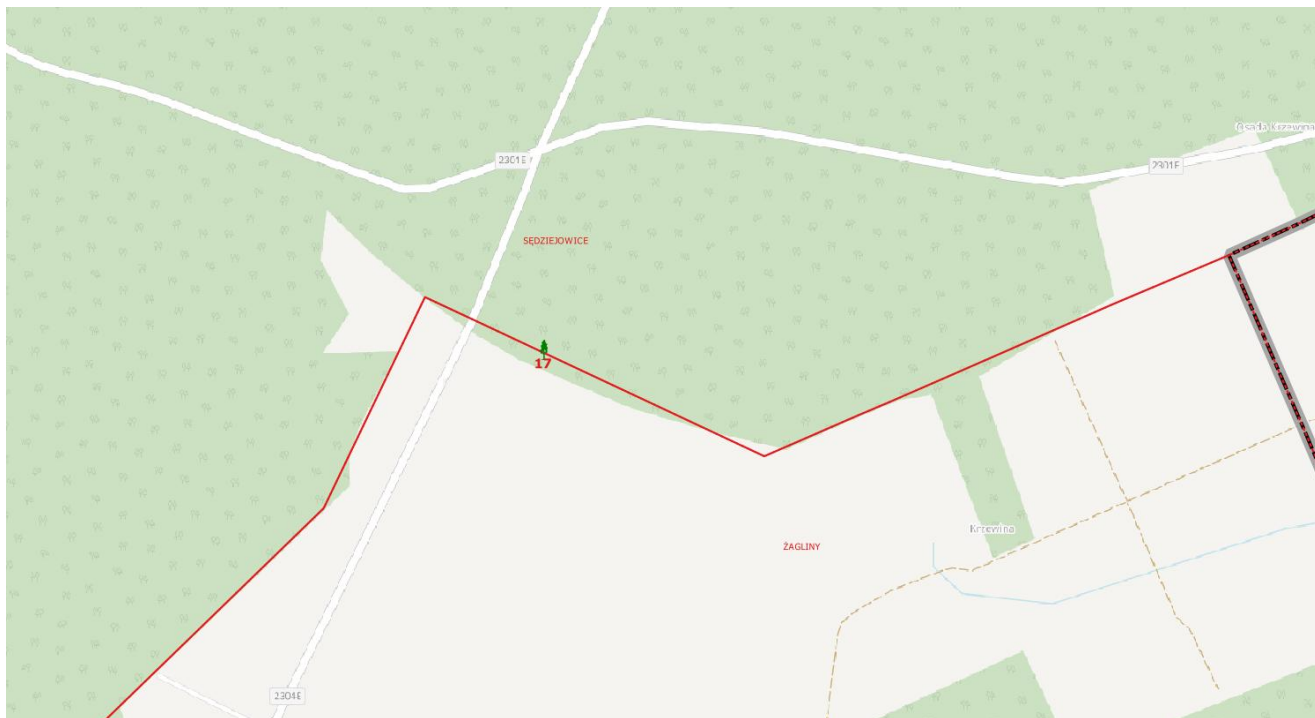 Osada Krzewina
2301E
2301E
SĘDZIEJOWICE
17
Krzewina
ŻAGLINY
2304E